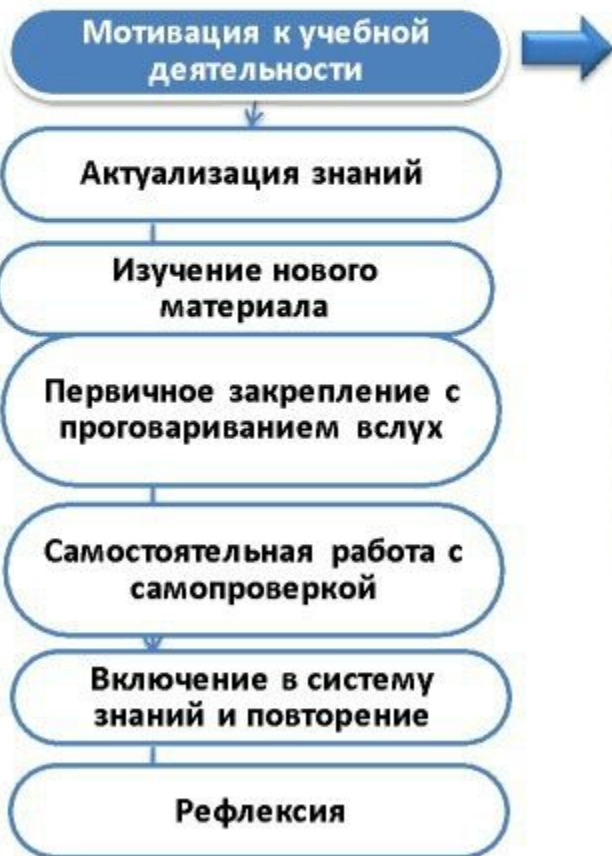 Мотивация к учебной
деятельности
Актуализация знаний
Изучение нового
материала
Первичное закрепление с
проговариванием вслух
Самостоятельная работа с
самопроверкой
Включение в систему
знаний и повторение
Рефлексия